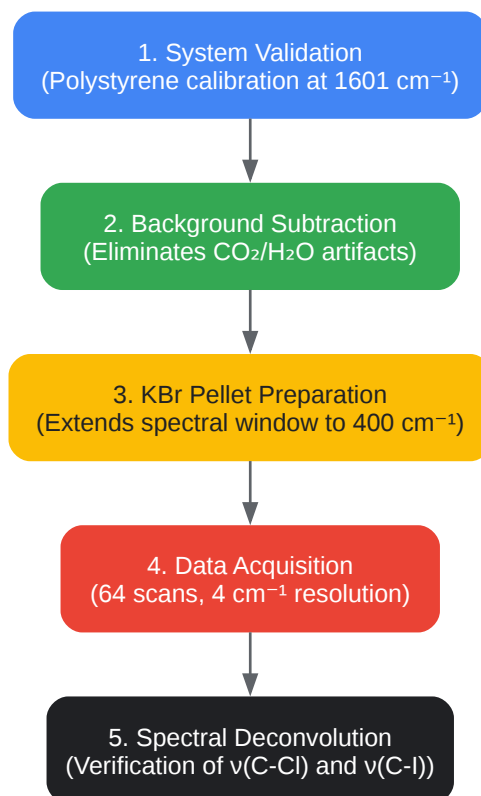 1. System Validation
(Polystyrene calibration at 1601 cm⁻¹)
2. Background Subtraction
(Eliminates CO₂/H₂O artifacts)
3. KBr Pellet Preparation
(Extends spectral window to 400 cm⁻¹)
4. Data Acquisition
(64 scans, 4 cm⁻¹ resolution)
5. Spectral Deconvolution
(Verification of ν(C-Cl) and ν(C-I))